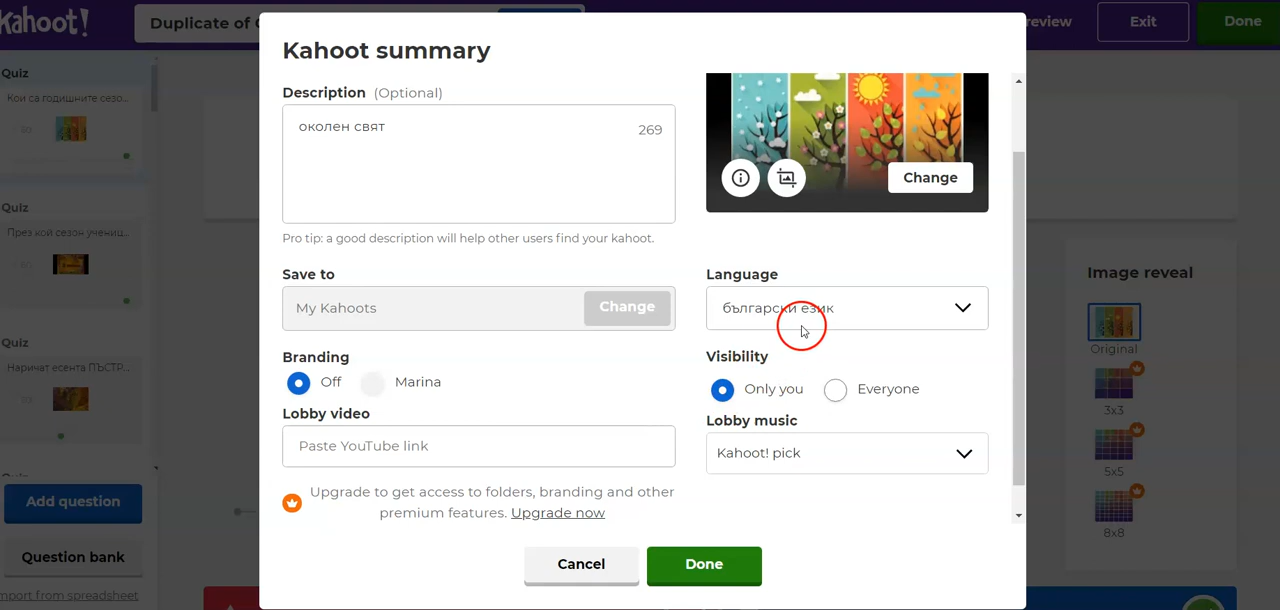 Kahoot!
Duplicate of
review
Exit
Done
Quiz
Кои са годишните сезо...
Quiz
През кой сезон учениц...
60
Quiz
Наричат есента ПЪСТР...
Add question
Question bank
mport from spreadsheet
Kahoot summary
Description (Optional)
околен свят
269
Pro tip: a good description will help other users find your kahoot.
Change
Save to
My Kahoots
Change
Language
български език
Branding
Off
Marina
Visibility
Only you
Everyone
Lobby video
Paste YouTube link
Lobby music
Kahoot! pick
Upgrade to get access to folders, branding and other
premium features. Upgrade now
Cancel
Done
Image reveal
Original
3x3
5x5
8x8